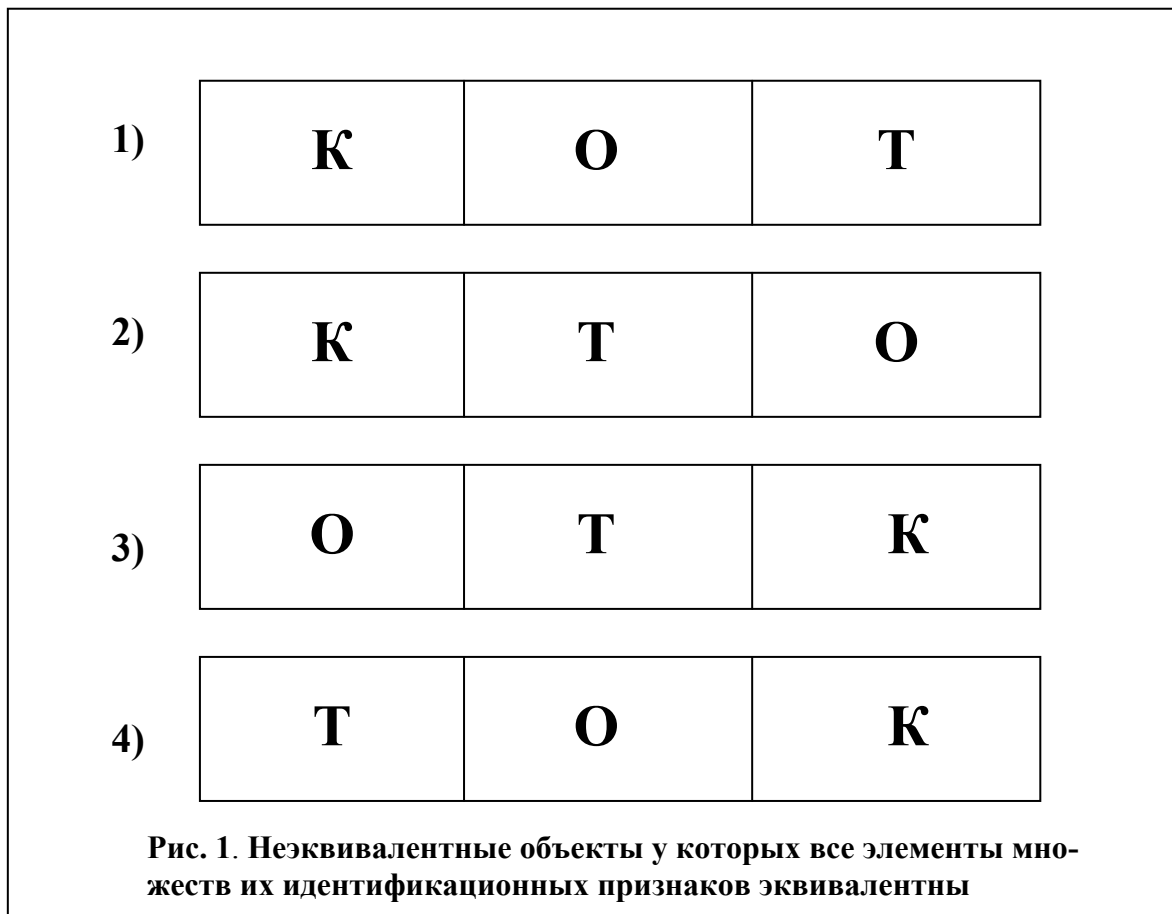 1) К О Т
2) К Т О
3) О Т К
4) Т О К
Рис. 1. Неэквивалентные объекты у которых все элементы мно-
жеств их идентификационных признаков эквивалентны